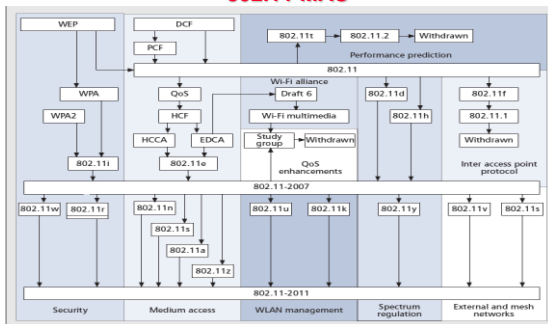 802.11 MAC
WEP
DCF
802.11t
802.11.2
Withdrawn
PCF
Performance prediction
802.11
Wi-Fi alliance
WPA
QoS
Draft 6
802.11d
802.11f
WPA2
HCF
Wi-Fi multimedia
802.11h
802.11.1
HCCA
EDCA
Study
group
Withdrawn
Withdrawn
802.11i
802.11e
QoS
enhancements
Inter access point
protocol
802.11-2007
802.11w
802.11r
802.11n
802.11u
802.11k
802.11y
802.11v
802.11s
802.11s
802.11a
802.11z
802.11-2011
Security
Medium access
WLAN management
Spectrum
regulation
External and mesh
networks